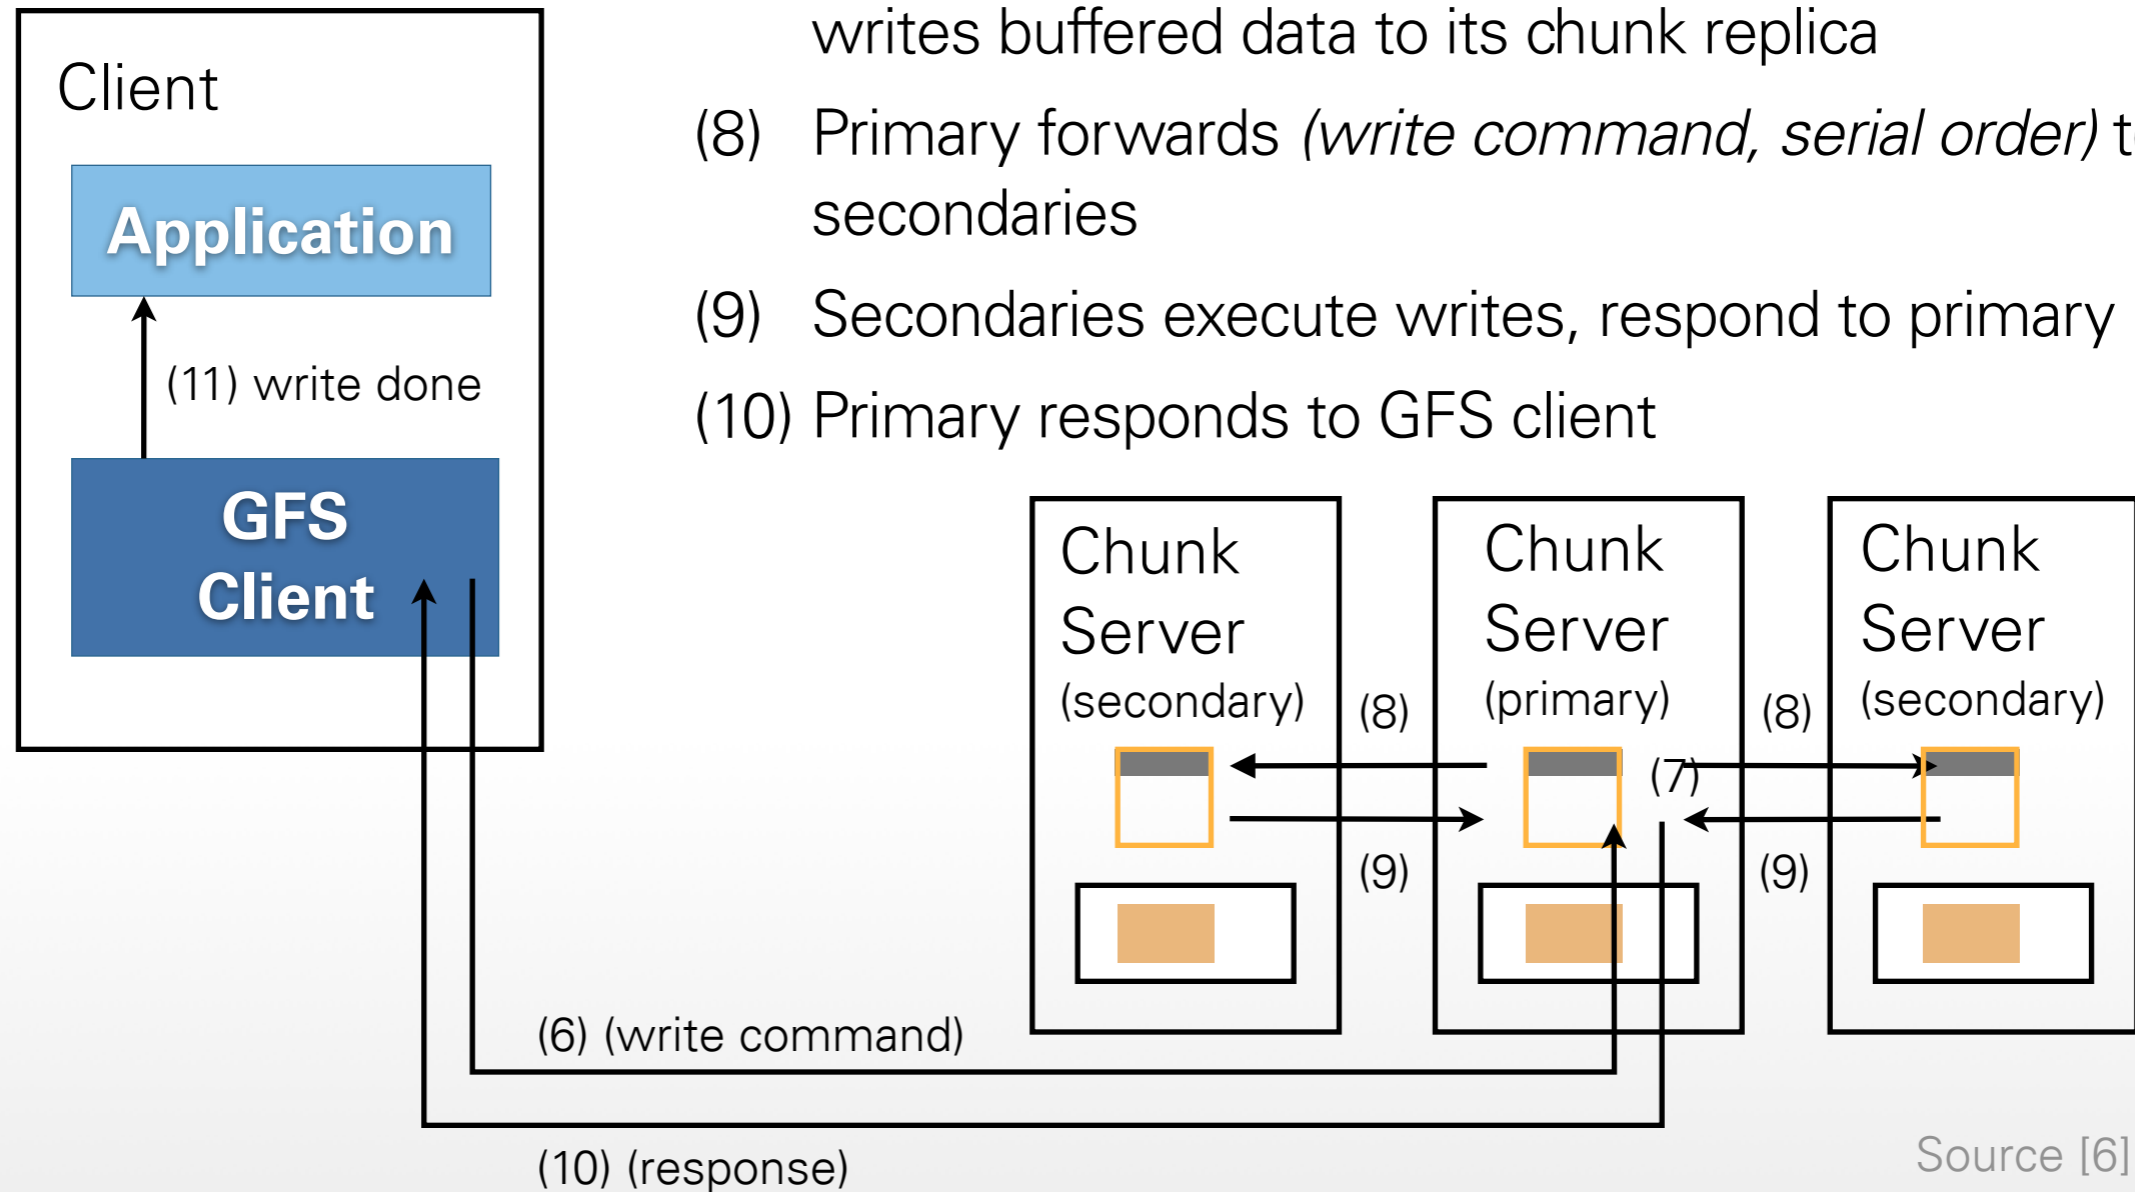 writes buffered data to its chunk replica
(8) Primary forwards (write command, serial order)
secondaries
(9) Secondaries execute writes, respond to primary
(10) Primary responds to GFS client
Client
Application
(11) write done
GFS
Client
Chunk
Server
(secondary)
(8)
(9)
Chunk
Server
(primary)
(7)
(8)
(9)
Chunk
Server
(secondary)
(6) (write command)
(10) (response)
Source [6]